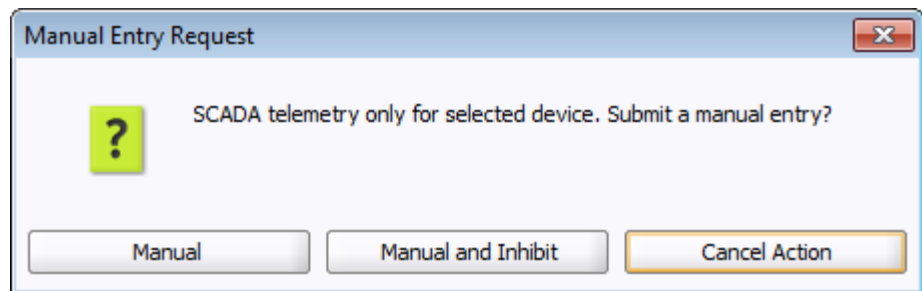 Manual Entry Request
SCADA telemetry only for selected device. Submit a manual entry?
Manual
Manual and Inhibit
Cancel Action